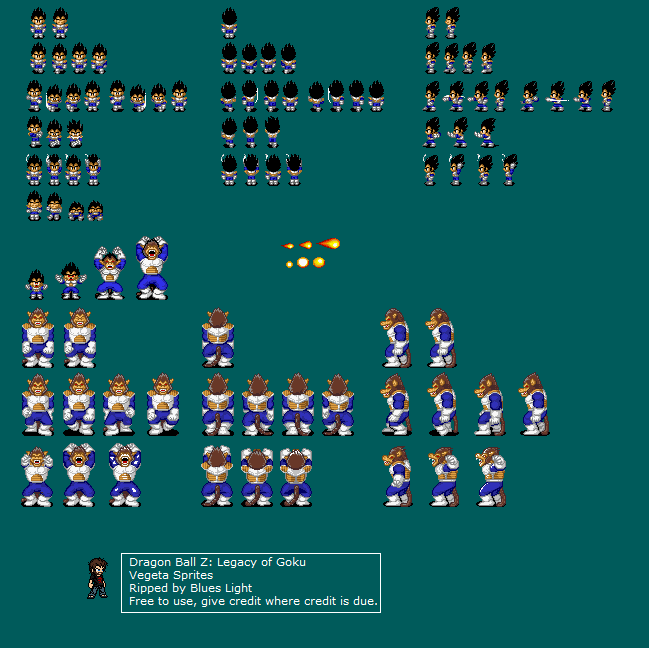 Dragon Ball Z: Legacy of Goku
Vegeta Sprites
Ripped by Blues Light
Free to use, give credit where credit is due.